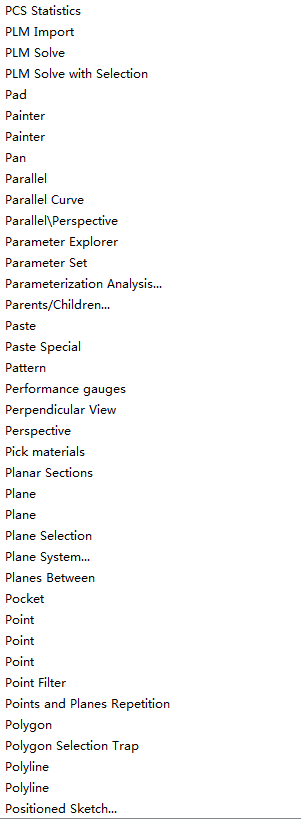 PCS Statistics
PLM Import
PLM Solve
PLM Solve with Selection
Pad
Painter
Painter
Pan
Parallel
Parallel Curve
Parallel\Perspective
Parameter Explorer
Parameter Set
Parameterization Analysis...
Parents/Children...
Paste
Paste Special
Pattern
Performance gauges
Perpendicular View
Perspective
Pick materials
Planar Sections
Plane
Plane
Plane Selection
Plane System...
Planes Between
Pocket
Point
Point
Point
Point Filter
Points and Planes Repetition
Polygon
Polygon Selection Trap
Polyline
Polyline
Positioned Sketch...